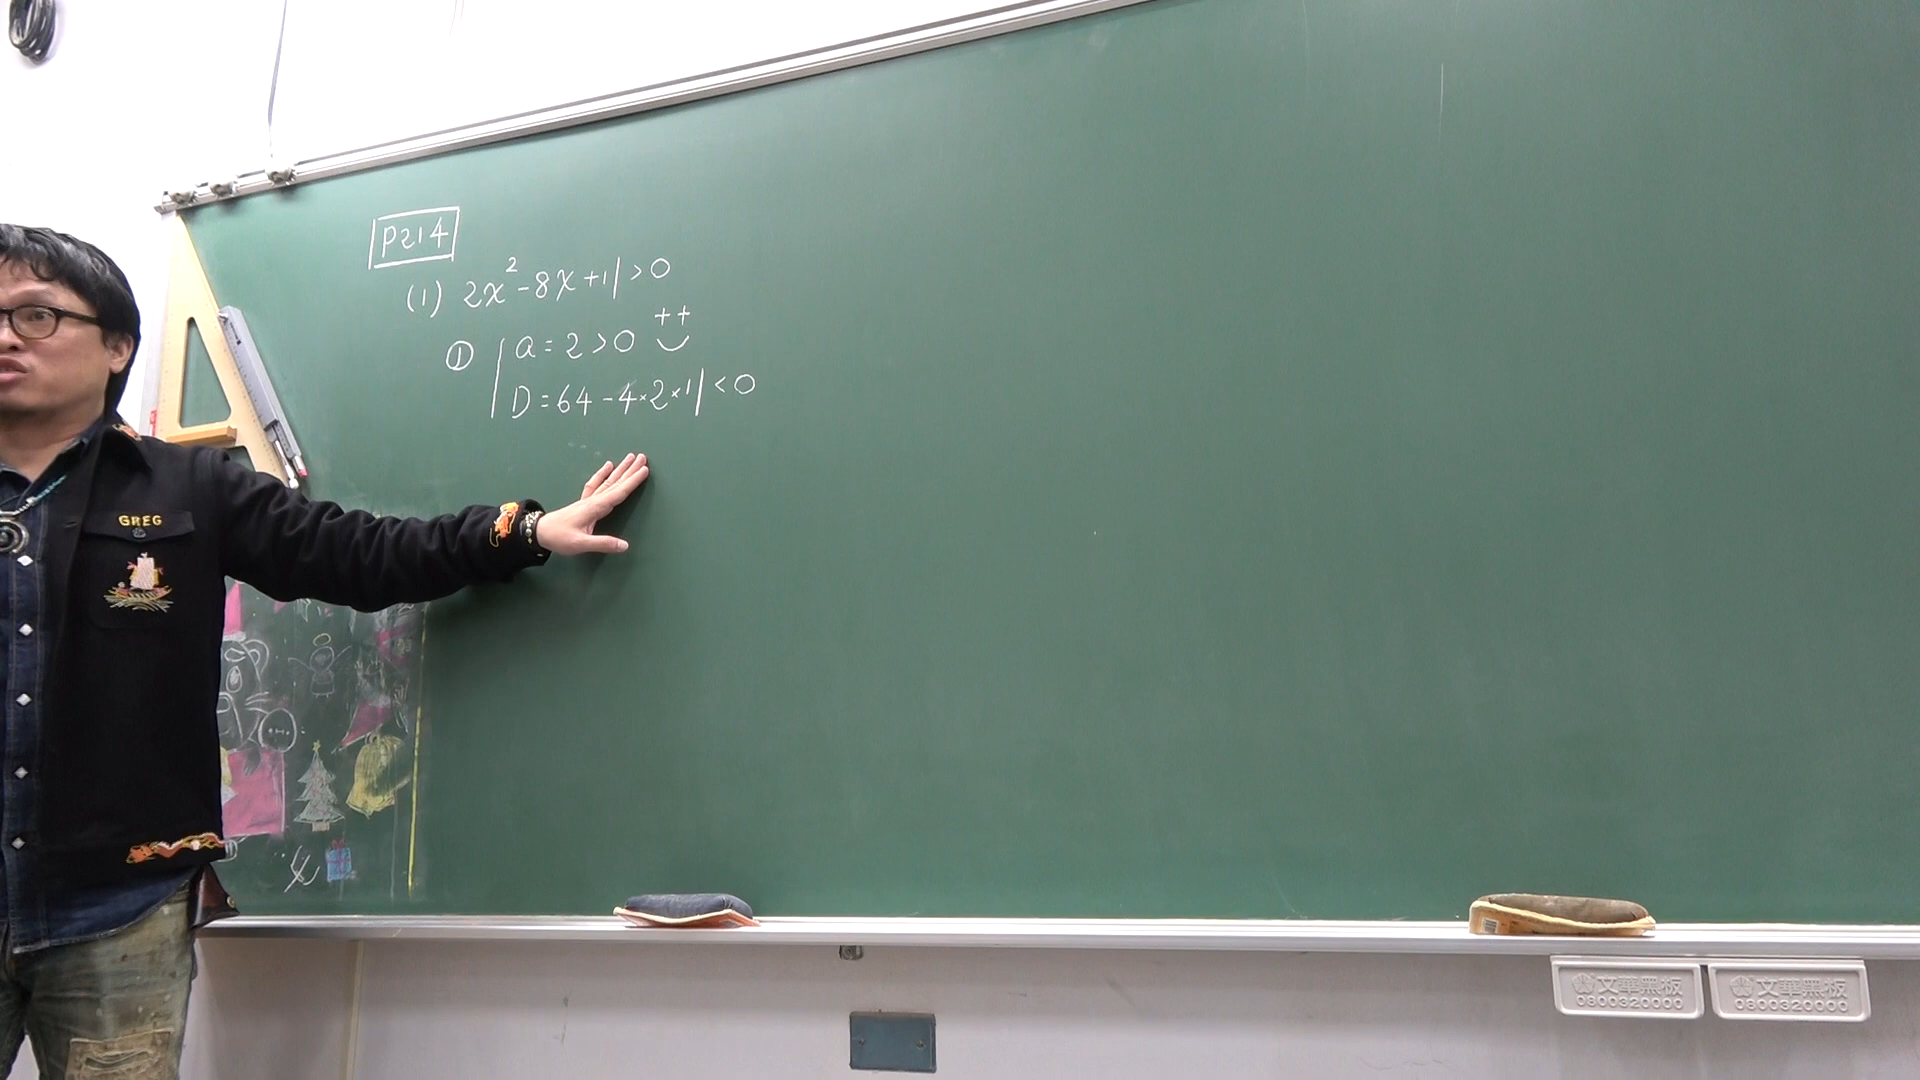 P214
(1) 2x²-8x+11>0
① a=2>0 ++
D=64-4×2×11<0
GREG
文華黑板 文華黑板
0800320000 0800320000